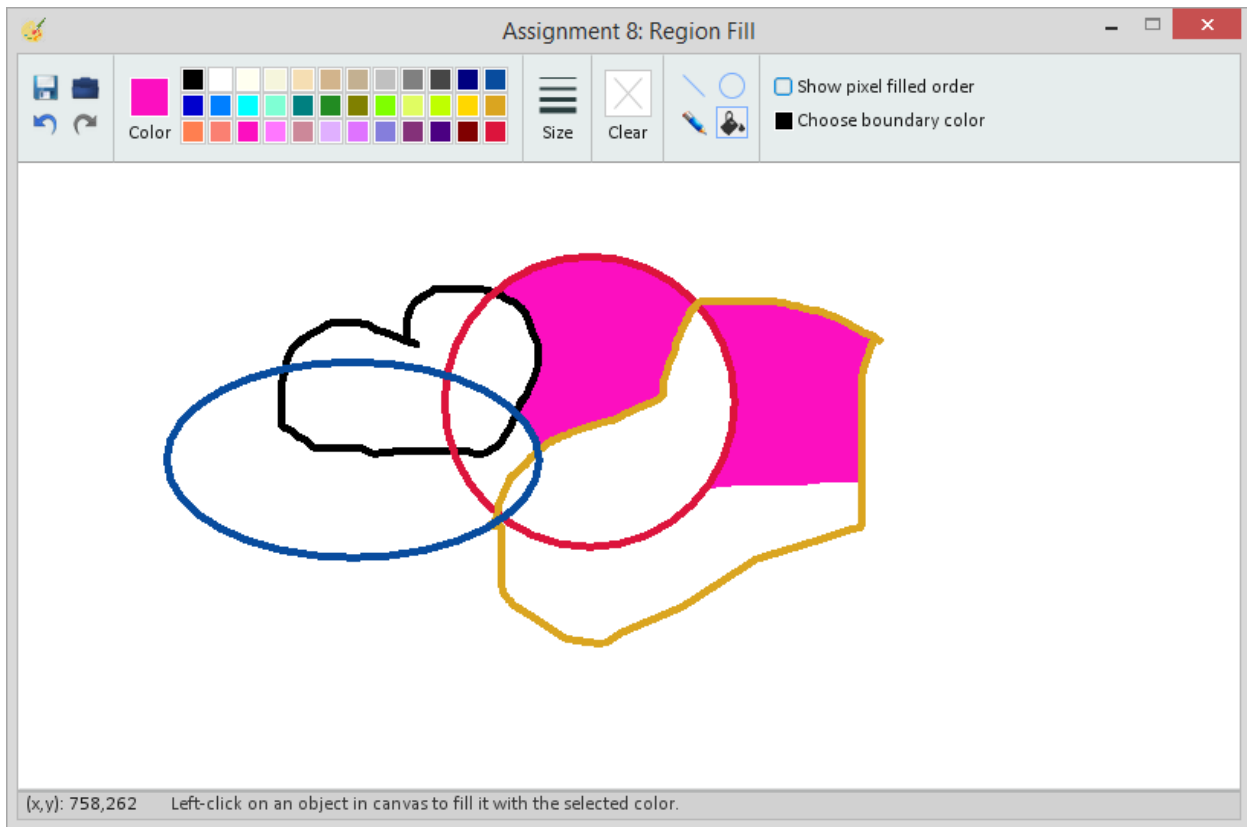 Assignment 8: Region Fill
Show pixel filled order
Choose boundary color
Color
Size
Clear
(x,y): 758,262 Left-click on an object in canvas to fill it with the selected color.